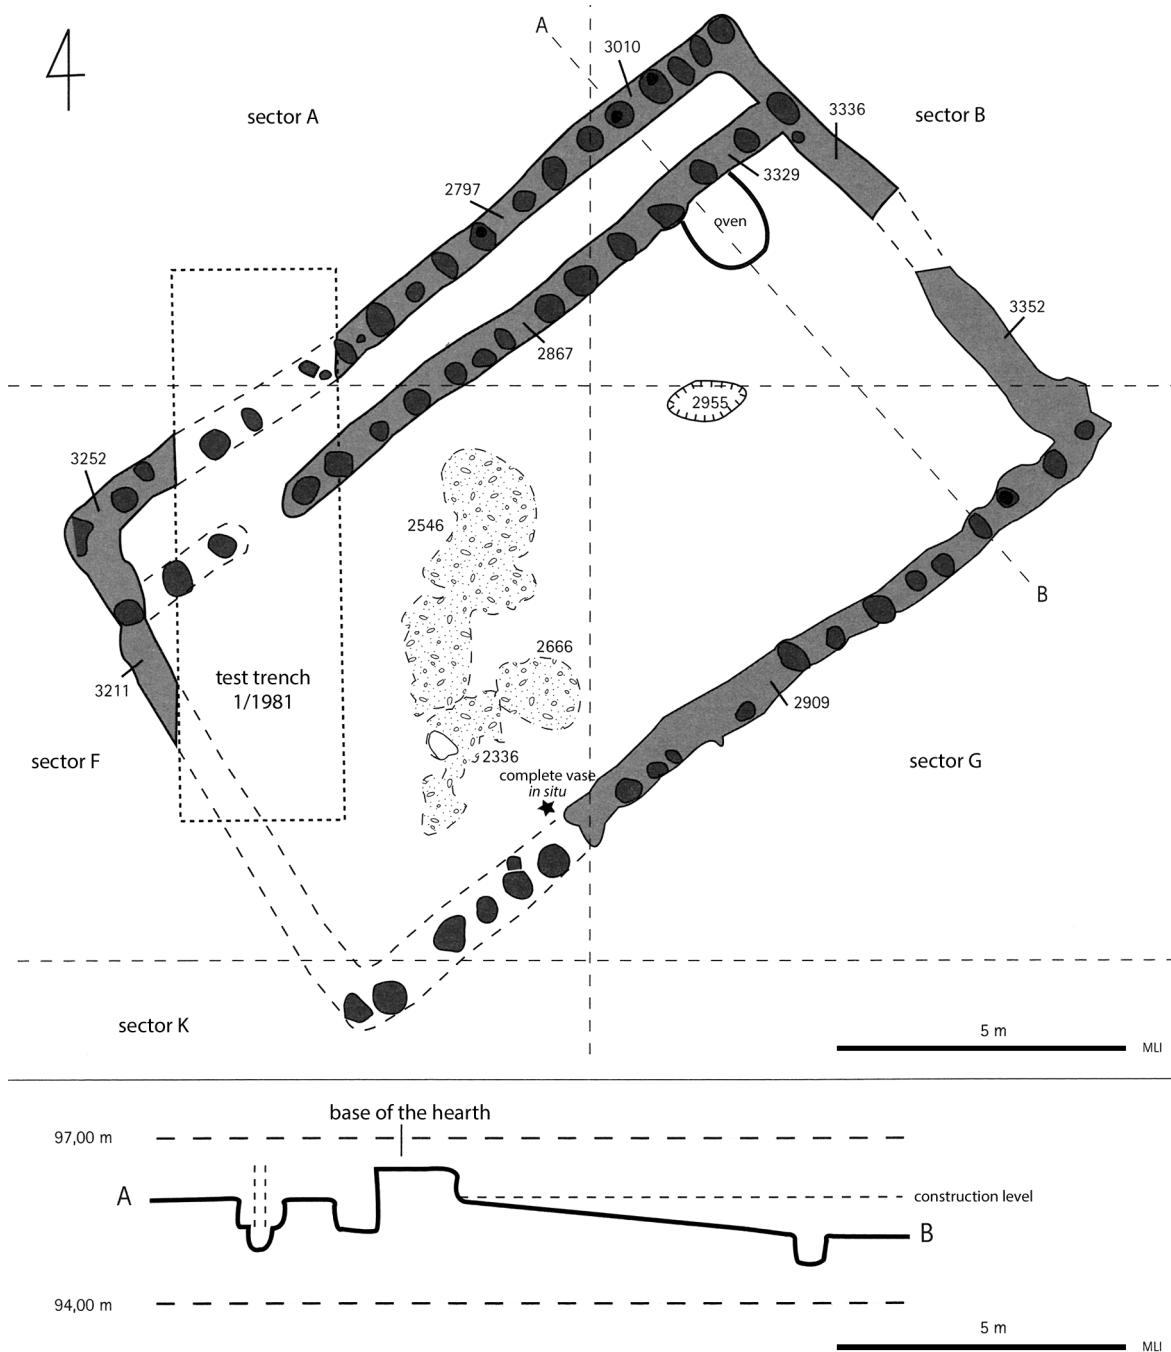 A
3010
sector A
3336
sector B
3329
2797
oven
3352
2867
2955
3252
2546
B
2666
test trench
1/1981
3211
2909
2336
sector F
sector G
complete vase
in situ
sector K
5 m
MLI
base of the hearth
97,00 m
A
construction level
B
94,00 m
5 m
MLI